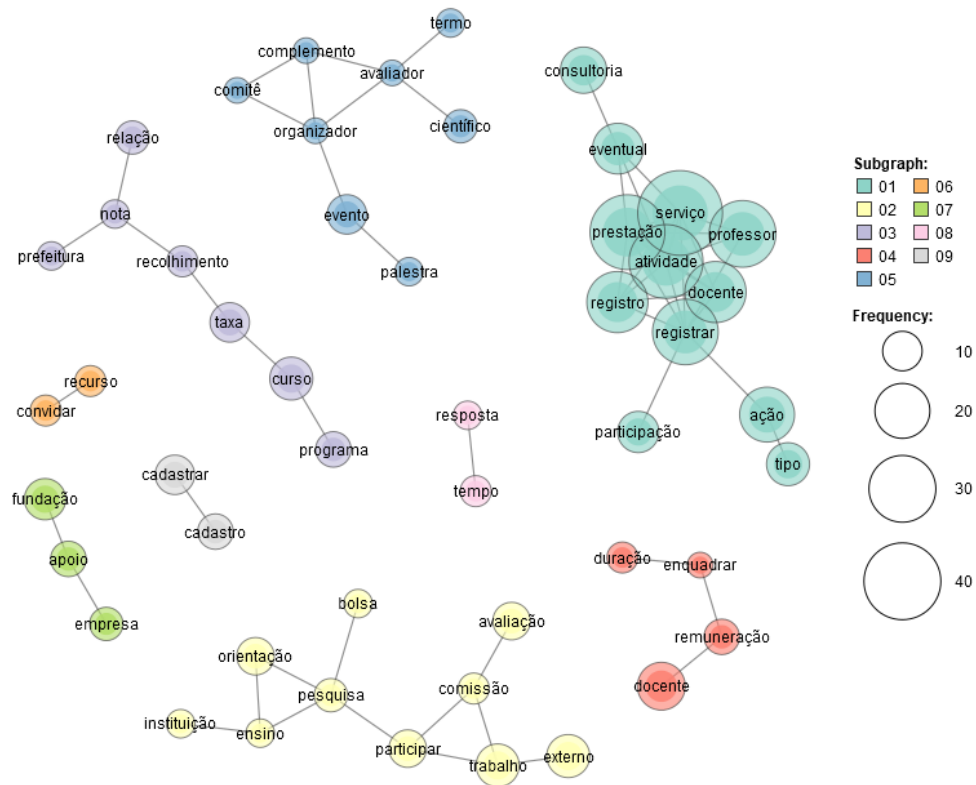 termo
complemento
avaliador
comitê
organizador
científico
evento
palestra
relação
nota
prefeitura
recolhimento
taxa
curso
programa
consultoria
eventual
serviço
prestação
professor
atividade
docente
registro
registrar
participação
ação
tipo
Subgraph:
01 06
02 07
03 08
04 09
05
Frequency:
10
20
30
40
recurso
convidar
resposta
tempo
cadastrar
cadastro
fundação
apoio
empresa
duração
enquadrar
remuneração
docente
bolsa
avaliação
orientação
pesquisa
comissão
instituição
ensino
participar
trabalho
externo